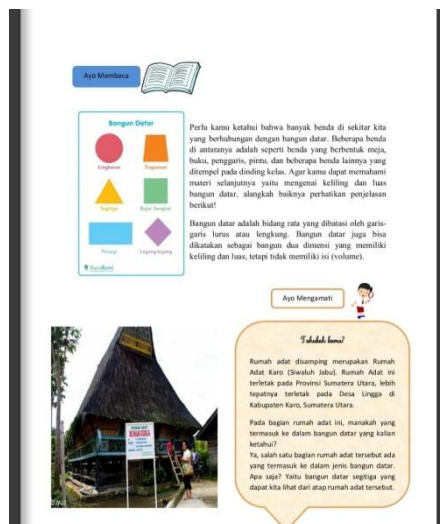 Ayo Membaca
Bangun Datar
Lingkaran
Trapesium
Segitiga
Bujur Sangkar
Persegi
Layang-layang
Perlu kamu ketahui bahwa banyak benda di sekitar kita
yang berhubungan dengan bangun datar. Beberapa benda
di antaranya adalah seperti benda yang berbentuk meja,
buku, penggaris, pintu, dan beberapa benda lainnya yang
ditempel pada dinding kelas. Agar kamu dapat memahami
materi selanjutnya yaitu mengenai keliling dan luas
bangun datar, alangkah baiknya perhatikan penjelasan
berikut!
Bangun datar adalah bidang rata yang dibatasi oleh garis-
garis lurus atau lengkung. Bangun datar juga bisa
dikatakan sebagai bangun dua dimensi yang memiliki
keliling dan luas, tetapi tidak memiliki isi (volume).
Ayo Mengamati
Tahukah kamu?
Rumah adat disamping merupakan Rumah
Adat Karo (Siwaluh Jabu). Rumah Adat ini
terletak pada Provinsi Sumatera Utara, lebih
tepatnya terletak pada Desa Lingga di
Kabupaten Karo, Sumatera Utara.
Pada bagian rumah adat ini, manakah yang
termasuk ke dalam bangun datar yang kalian
ketahui?
Ya, salah satu bagian rumah adat tersebut ada
yang termasuk ke dalam jenis bangun datar.
Apa saja? Yaitu bangun datar segitiga yang
dapat kita lihat dari atap rumah adat tersebut.